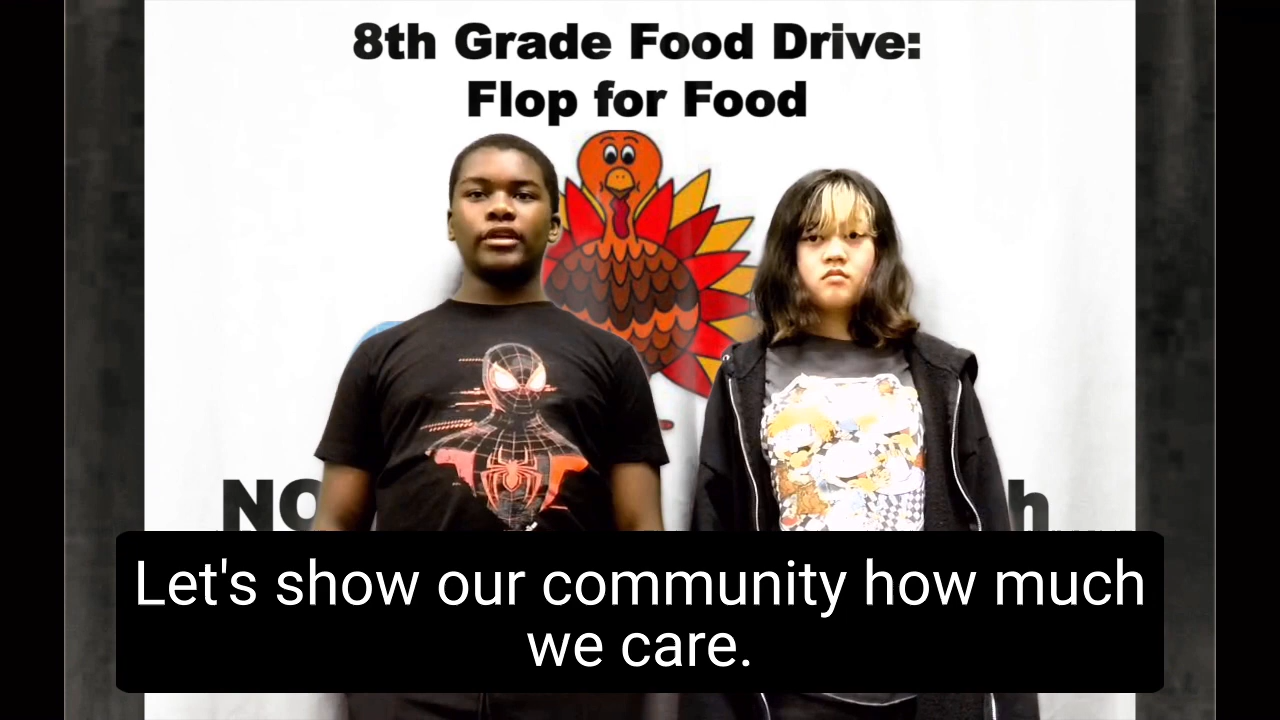 8th Grade Food Drive:
Flop for Food
Let's show our community how much
we care.